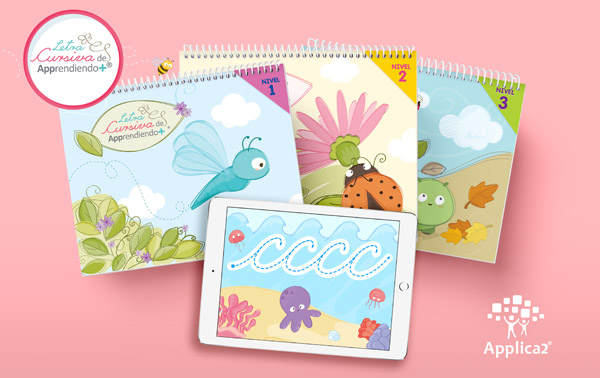 Letra
Cursiva de
Apprendiendo+®
NIVEL
1
NIVEL
2
NIVEL
3
Letra
Cursiva de
Apprendiendo+
cccc
Applica2®